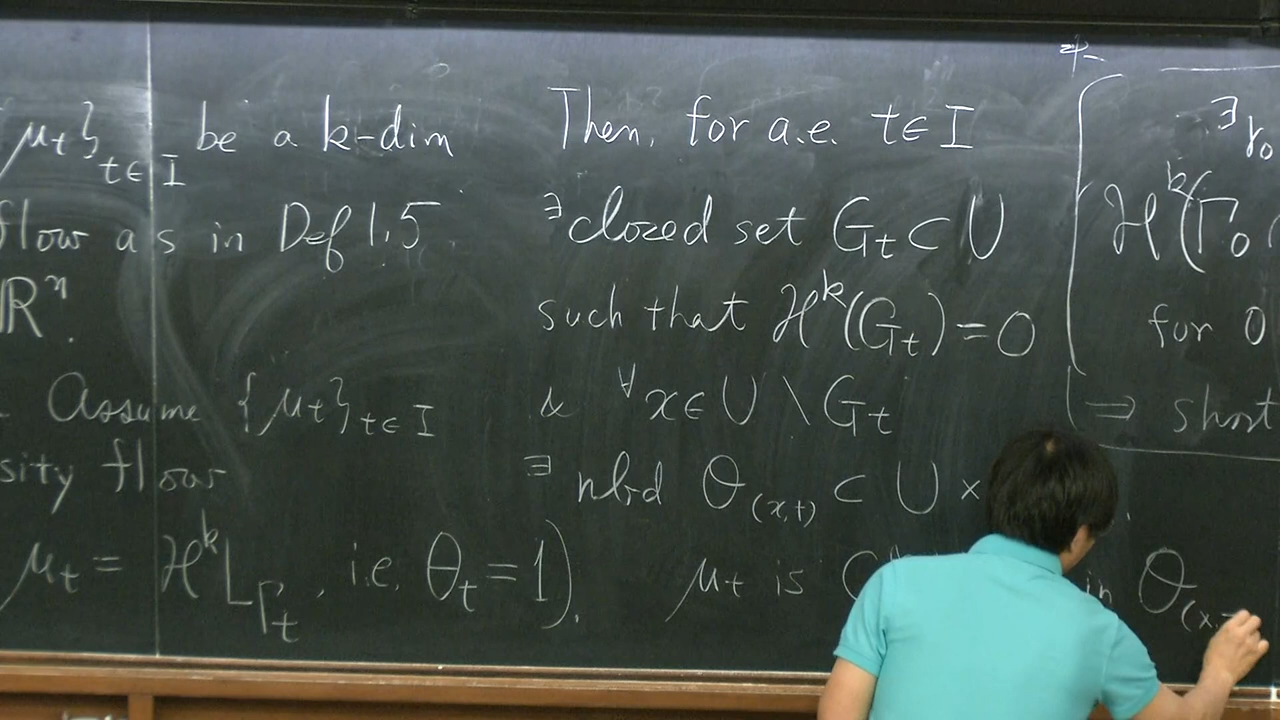 μt}t∈I be a k-dim
flow as in Def 1.5.
ℝⁿ.
Assume {μt}t∈I
sity flow
μt = ℋᵏ⌞Γt, i.e. θt = 1).
Then, for a.e. t∈I
∃closed set Gt ⊂ U
such that ℋᵏ(Gt) = 0
& ∀x∈U \ Gt
∃ nbd O(x,t) ⊂ U ×
μt is in O(x,
∃γ0
ℋᵏ(Γ0
for 0
⇒ short